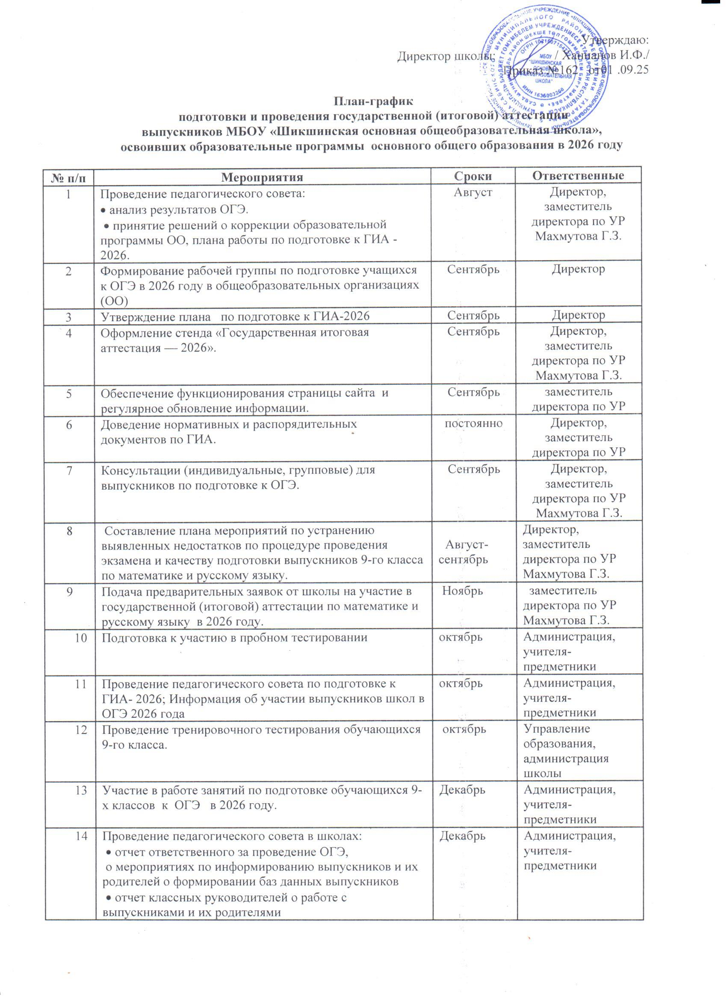 Утверждаю:
Директор школы: / Ханнанов И.Ф./
Приказ №162 от01 .09.25
МБОУ
"ШИКШИНСКАЯ
ОСНОВНАЯ
ОБЩЕОБРАЗОВАТЕЛЬНАЯ
ШКОЛА"
План-график
подготовки и проведения государственной (итоговой) аттестации
выпускников МБОУ «Шикшинская основная общеобразовательная школа»,
освоивших образовательные программы основного общего образования в 2026 году
№ п/п Мероприятия Сроки Ответственные
1 Проведение педагогического совета: Август Директор,
• анализ результатов ОГЭ. заместитель
• принятие решений о коррекции образовательной директора по УР
программы ОО, плана работы по подготовке к ГИА - Махмутова Г.З.
2026.
2 Формирование рабочей группы по подготовке учащихся Сентябрь Директор
к ОГЭ в 2026 году в общеобразовательных организациях
(ОО)
3 Утверждение плана по подготовке к ГИА-2026 Сентябрь Директор
4 Оформление стенда «Государственная итоговая Сентябрь Директор,
аттестация — 2026». заместитель
директора по УР
Махмутова Г.З.
5 Обеспечение функционирования страницы сайта и Сентябрь заместитель
регулярное обновление информации. директора по УР
6 Доведение нормативных и распорядительных постоянно Директор,
документов по ГИА. заместитель
директора по УР
7 Консультации (индивидуальные, групповые) для Сентябрь Директор,
выпускников по подготовке к ОГЭ. заместитель
директора по УР
Махмутова Г.З.
8 Составление плана мероприятий по устранению Директор,
выявленных недостатков по процедуре проведения Август- заместитель
экзамена и качеству подготовки выпускников 9-го класса сентябрь директора по УР
по математике и русскому языку. Махмутова Г.З.
9 Подача предварительных заявок от школы на участие в Ноябрь заместитель
государственной (итоговой) аттестации по математике и директора по УР
русскому языку в 2026 году. Махмутова Г.З.
10 Подготовка к участию в пробном тестировании октябрь Администрация,
учителя-
предметники
11 Проведение педагогического совета по подготовке к октябрь Администрация,
ГИА- 2026; Информация об участии выпускников школ в учителя-
ОГЭ 2026 года предметники
12 Проведение тренировочного тестирования обучающихся октябрь Управление
9-го класса. образования,
администрация
школы
13 Участие в работе занятий по подготовке обучающихся 9- Декабрь Администрация,
х классов к ОГЭ в 2026 году. учителя-
предметники
14 Проведение педагогического совета в школах: Декабрь Администрация,
• отчет ответственного за проведение ОГЭ, учителя-
о мероприятиях по информированию выпускников и их предметники
родителей о формировании баз данных выпускников
• отчет классных руководителей о работе с
выпускниками и их родителями